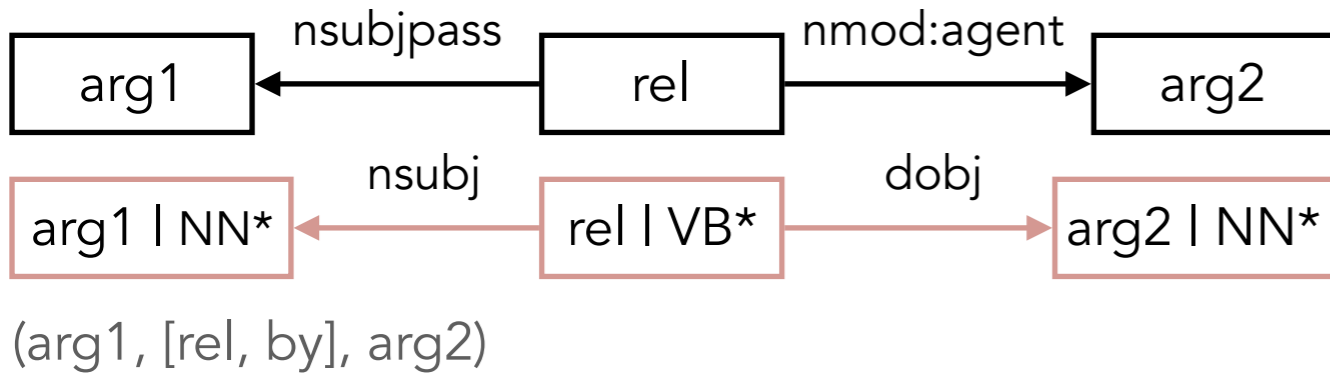 nsubjpass nmod:agent
arg1 rel arg2
nsubj dobj
arg1 | NN* rel | VB* arg2 | NN*
(arg1, [rel, by], arg2)